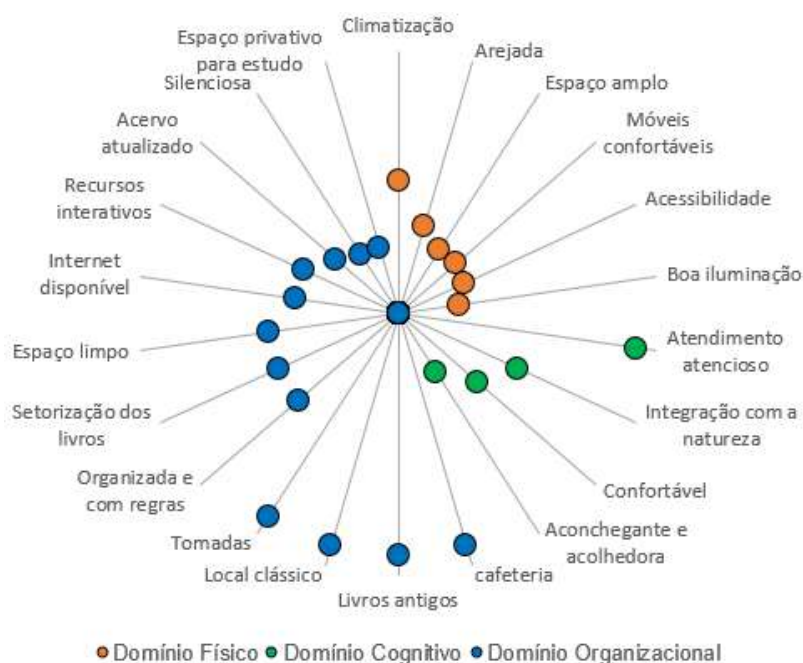 Climatização
Arejada
Espaço amplo
Móveis
confortáveis
Acessibilidade
Boa iluminação
Atendimento
atencioso
Integração com a
natureza
Confortável
Aconchegante e
acolhedora
cafeteria
Livros antigos
Local clássico
Tomadas
Organizada e
com regras
Setorização dos
livros
Espaço limpo
Internet
disponível
Recursos
interativos
Acervo
atualizado
Silenciosa
Espaço privativo
para estudo
Domínio Físico Domínio Cognitivo Domínio Organizacional